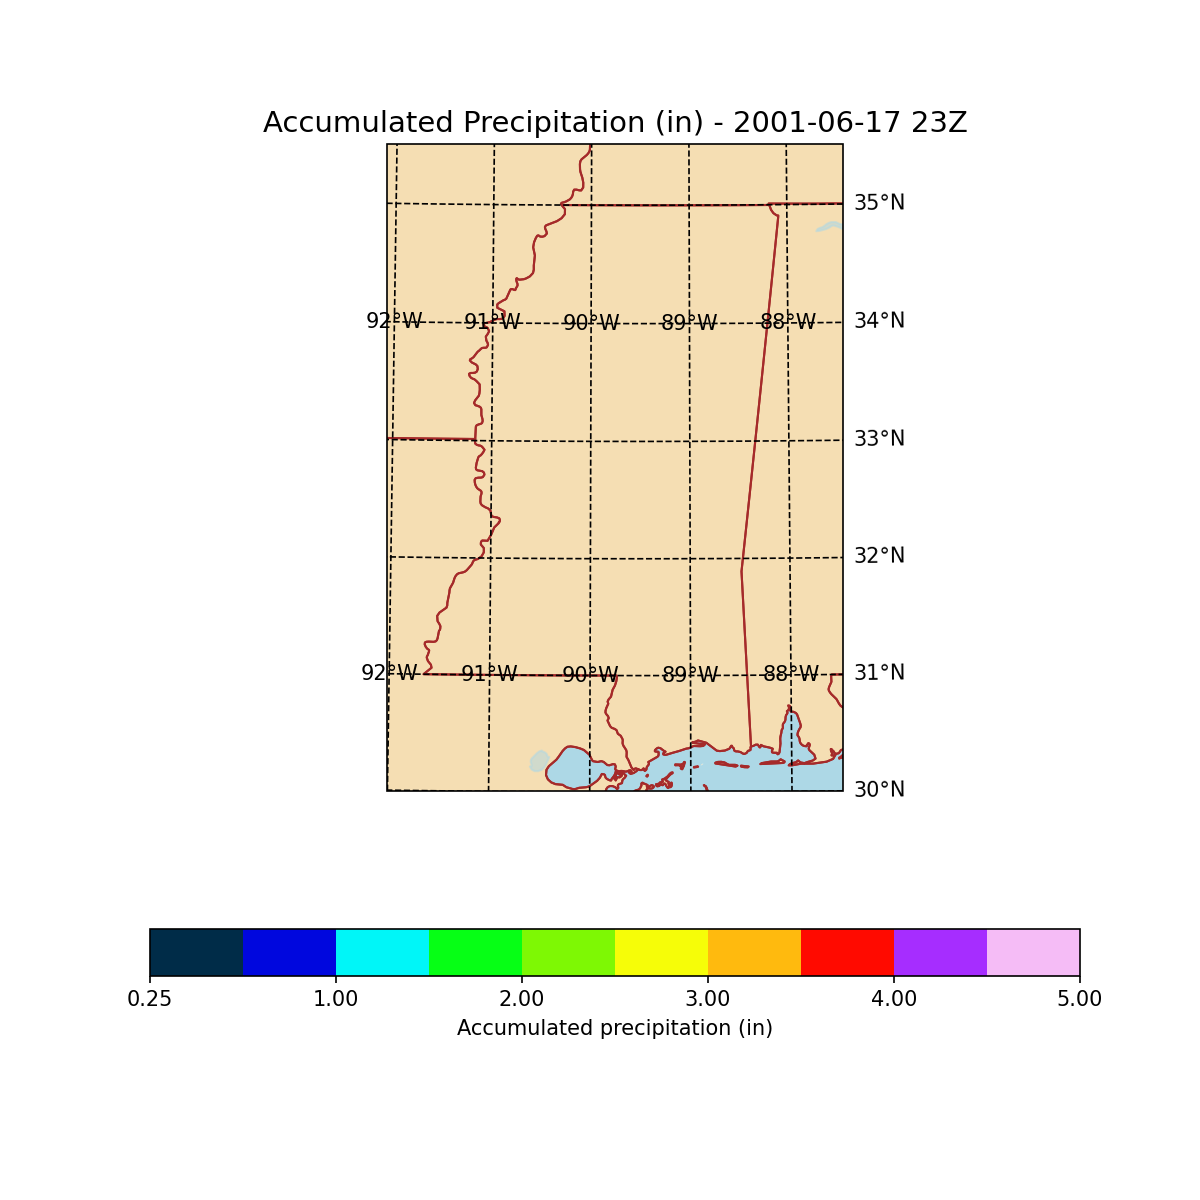 Accumulated Precipitation (in) - 2001-06-17 23Z
35°N
92°W 91°W 90°W 89°W 88°W 34°N
33°N
32°N
92°W 91°W 90°W 89°W 88°W 31°N
30°N
0.25 1.00 2.00 3.00 4.00 5.00
Accumulated precipitation (in)